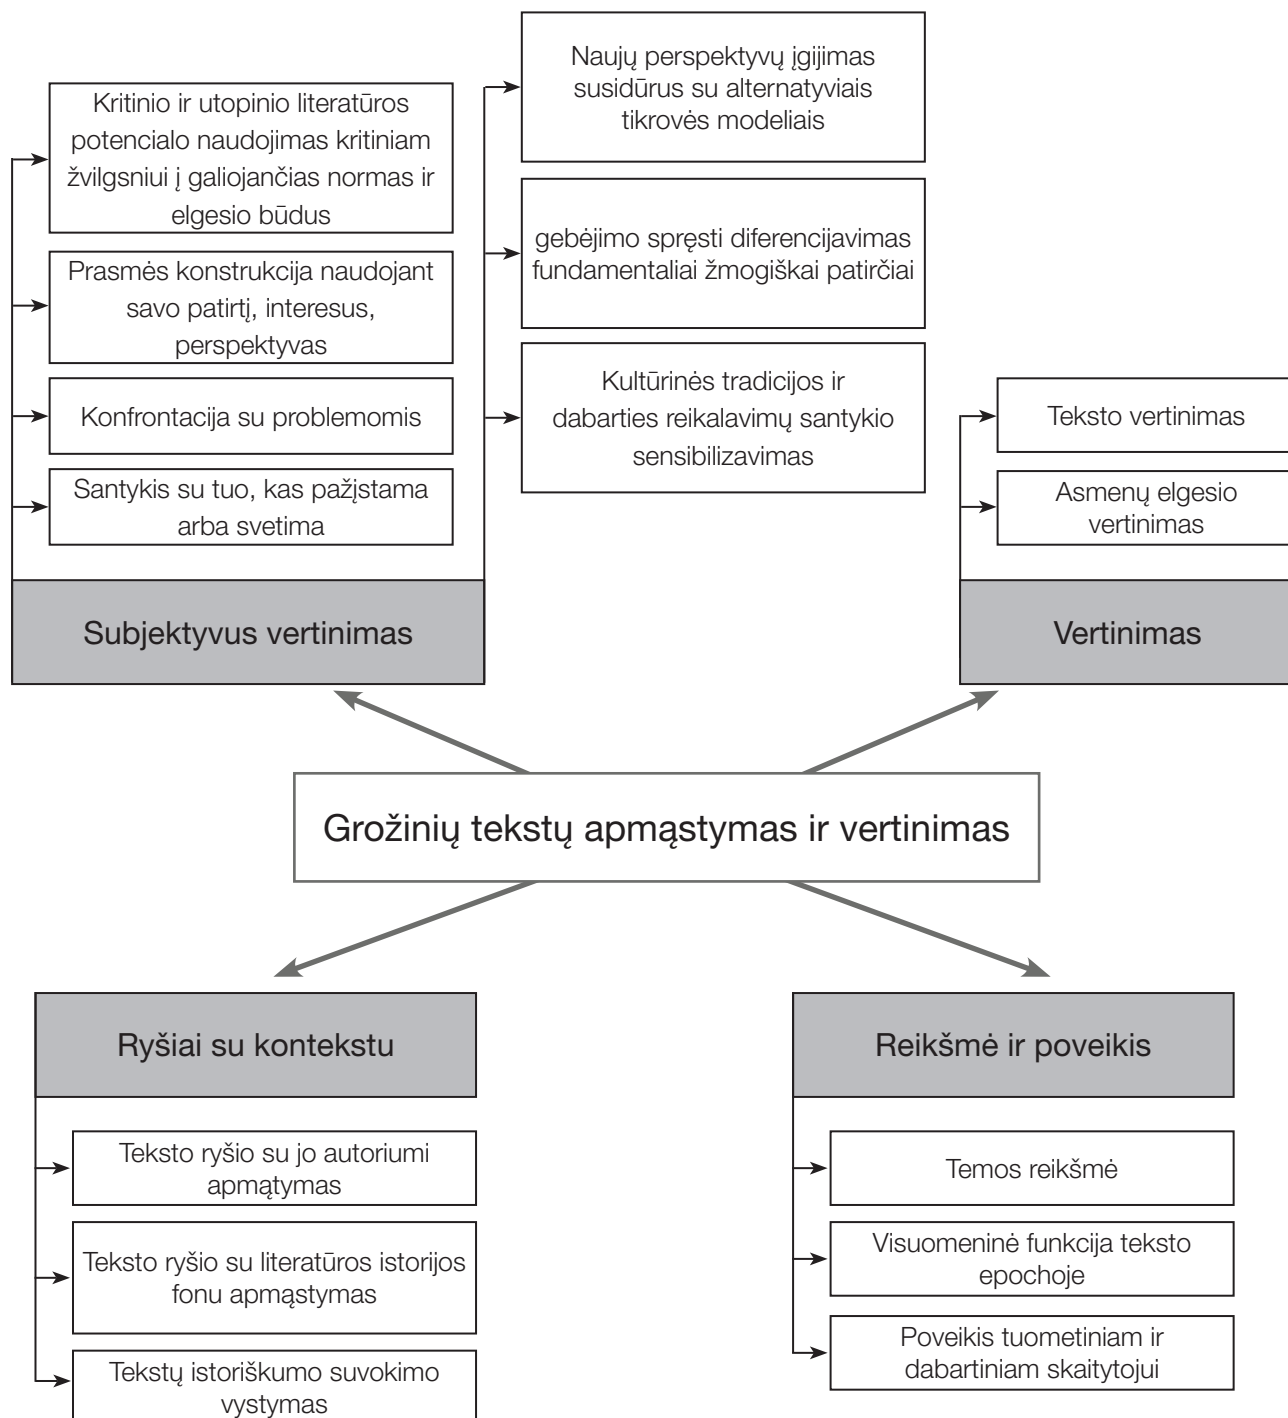 Kritinio ir utopinio literatūros
potencialo naudojimas kritiniam
žvilgsniui į galiojančias normas ir
elgesio būdus
Prasmės konstrukcija naudojant
savo patirtį, interesus,
perspektyvas
Konfrontacija su problemomis
Santykis su tuo, kas pažįstama
arba svetima
Naujų perspektyvų įgijimas
susidūrus su alternatyviais
tikrovės modeliais
gebėjimo spręsti diferencijavimas
fundamentaliai žmogiškai patirčiai
Kultūrinės tradicijos ir
dabarties reikalavimų santykio
sensibilizavimas
Teksto vertinimas
Asmenų elgesio
vertinimas
Subjektyvus vertinimas
Vertinimas
Grožinių tekstų apmąstymas ir vertinimas
Ryšiai su kontekstu
Teksto ryšio su jo autoriumi
apmątymas
Teksto ryšio su literatūros istorijos
fonu apmąstymas
Tekstų istoriškumo suvokimo
vystymas
Reikšmė ir poveikis
Temos reikšmė
Visuomeninė funkcija teksto
epochoje
Poveikis tuometiniam ir
dabartiniam skaitytojui